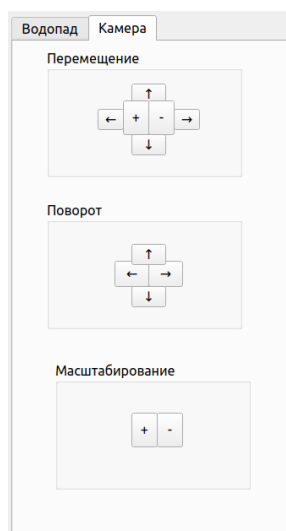 Водопад Камера
Перемещение
↑
← + - →
↓
Поворот
↑
← →
↓
Масштабирование
+ -